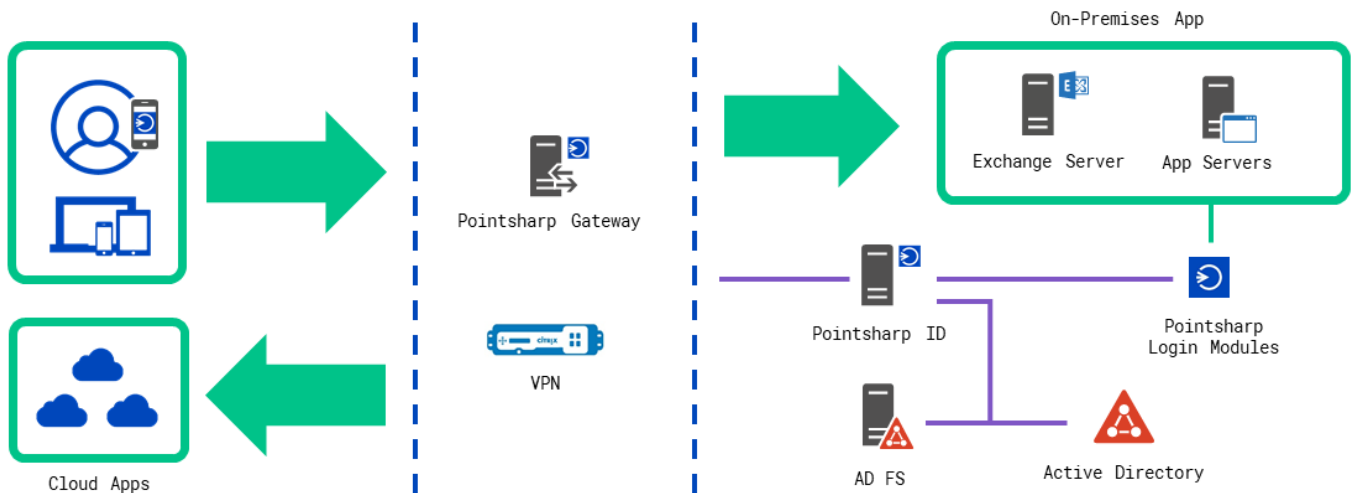 On-Premises App
Exchange Server
App Servers
Pointsharp Gateway
citrix
VPN
Pointsharp ID
Pointsharp
Login Modules
AD FS
Active Directory
Cloud Apps